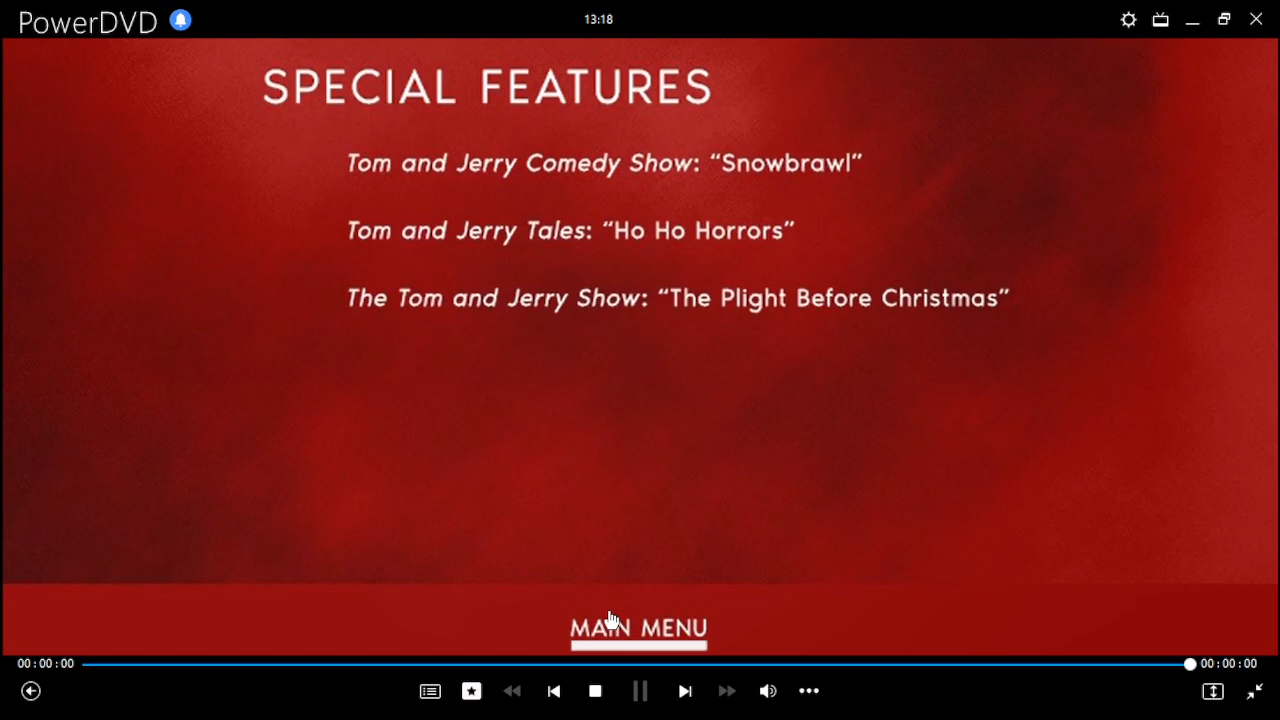 PowerDVD
13:18
SPECIAL FEATURES
Tom and Jerry Comedy Show: “Snowbrawl”
Tom and Jerry Tales: “Ho Ho Horrors”
The Tom and Jerry Show: “The Plight Before Christmas”
MAIN MENU
00:00:00 00:00:00